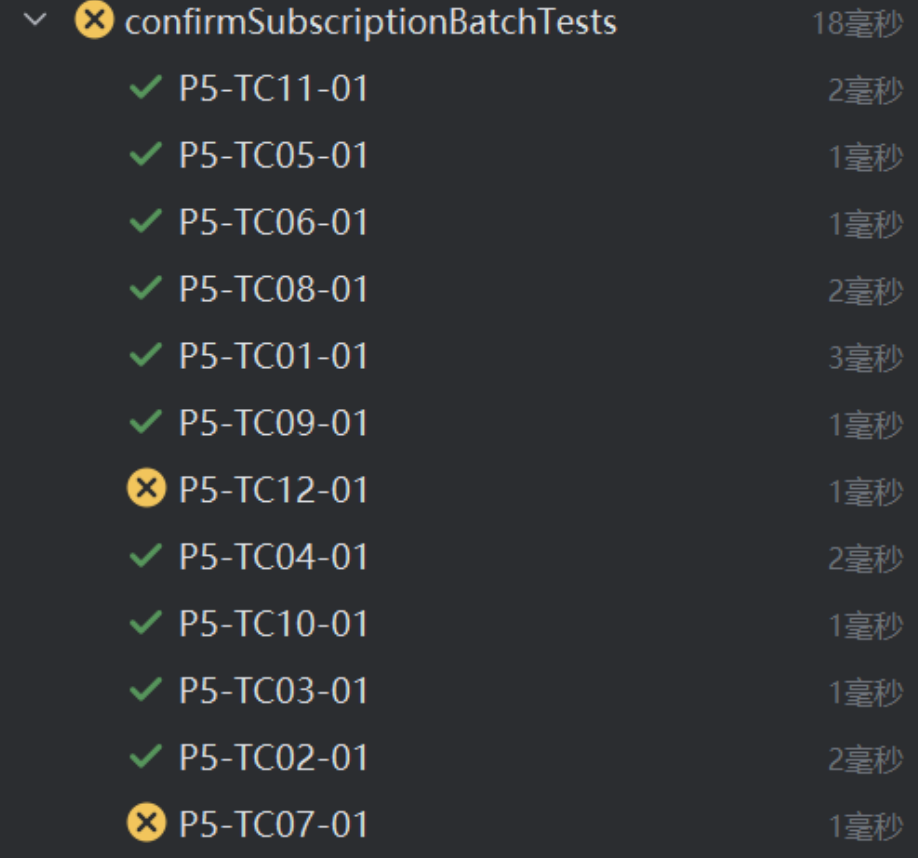 confirmSubscriptionBatchTests 18毫秒
P5-TC11-01 2毫秒
P5-TC05-01 1毫秒
P5-TC06-01 1毫秒
P5-TC08-01 2毫秒
P5-TC01-01 3毫秒
P5-TC09-01 1毫秒
P5-TC12-01 1毫秒
P5-TC04-01 2毫秒
P5-TC10-01 1毫秒
P5-TC03-01 1毫秒
P5-TC02-01 2毫秒
P5-TC07-01 1毫秒